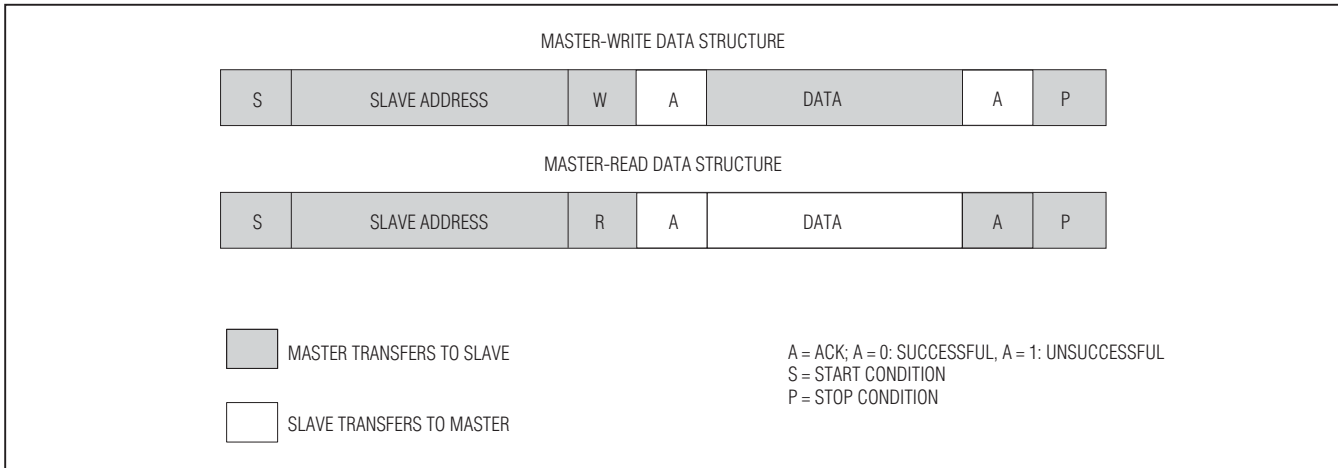 MASTER-WRITE DATA STRUCTURE
S SLAVE ADDRESS W A DATA A P
MASTER-READ DATA STRUCTURE
S SLAVE ADDRESS R A DATA A P
MASTER TRANSFERS TO SLAVE
SLAVE TRANSFERS TO MASTER
A = ACK; A = 0: SUCCESSFUL, A = 1: UNSUCCESSFUL
S = START CONDITION
P = STOP CONDITION